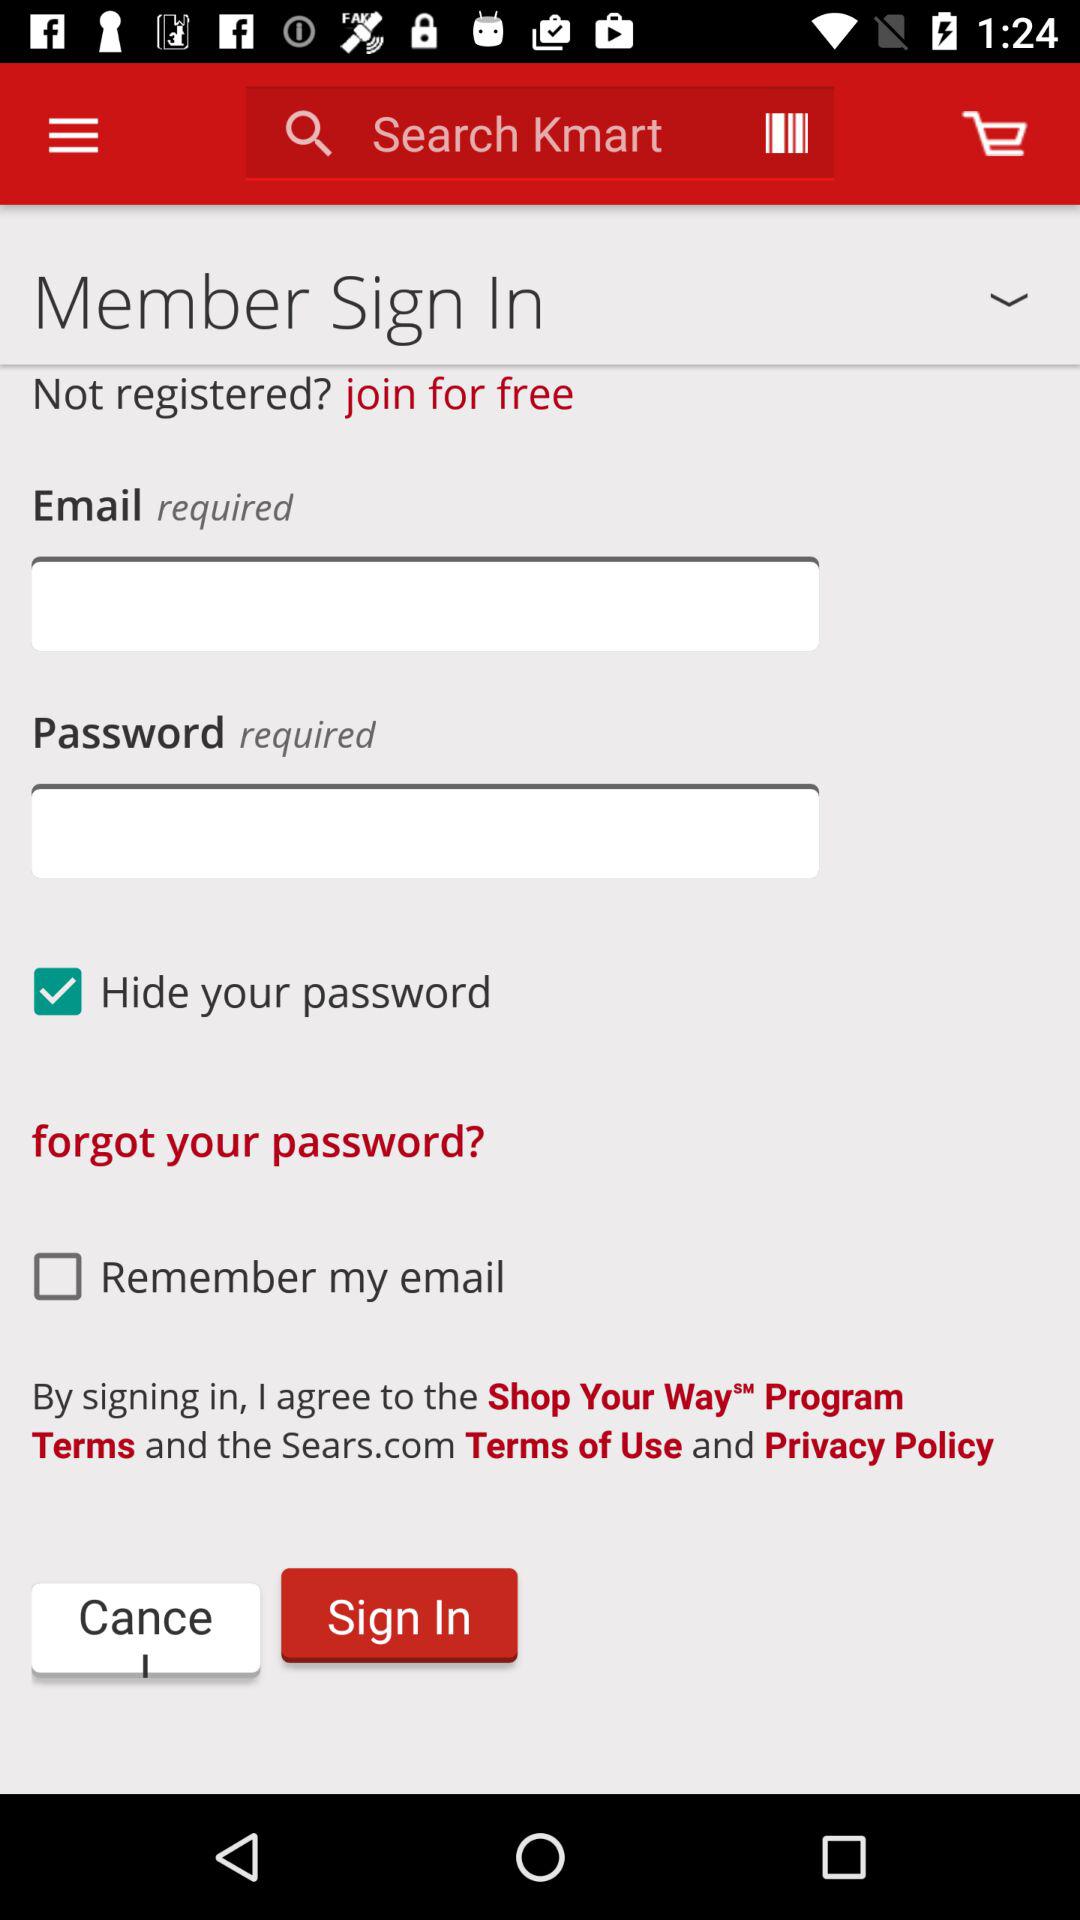 FAKE 1:24
Search Kmart
Member Sign In
Not registered? join for free
Email required
Password required
Hide your password
forgot your password?
Remember my email
By signing in, I agree to the Shop Your Way℠ Program
Terms and the Sears.com Terms of Use and Privacy Policy
Cance Sign In
l